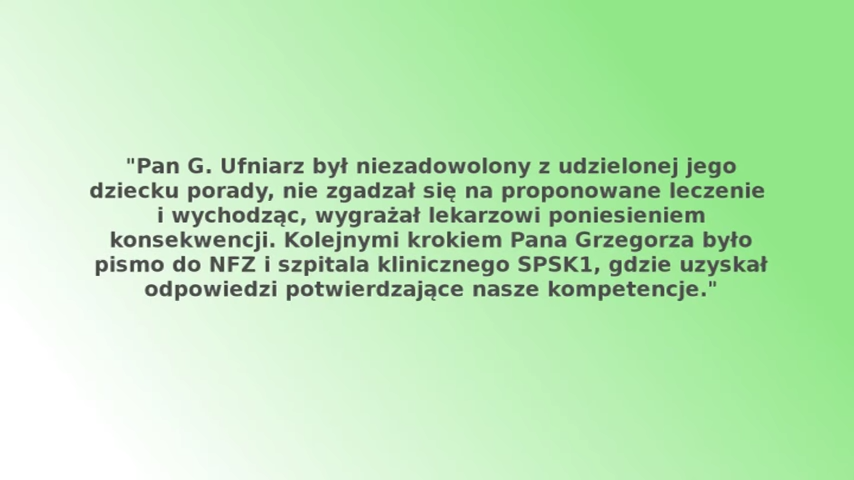 "Pan G. Ufniarz był niezadowolony z udzielonej jego
dziecku porady, nie zgadzał się na proponowane leczenie
i wychodząc, wygrażał lekarzowi poniesieniem
konsekwencji. Kolejnymi krokiem Pana Grzegorza było
pismo do NFZ i szpitala klinicznego SPSK1, gdzie uzyskał
odpowiedzi potwierdzające nasze kompetencje."